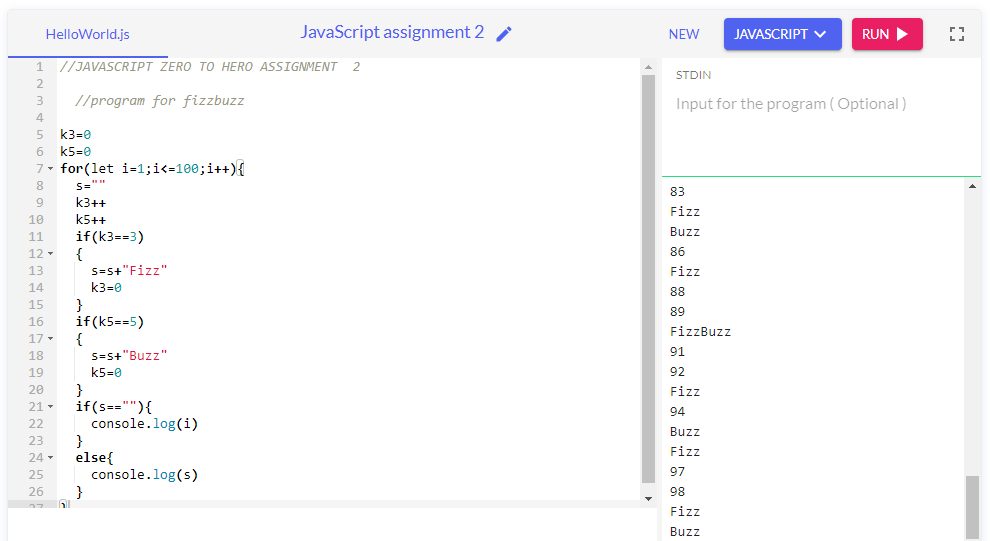 HelloWorld.js
JavaScript assignment 2
NEW
JAVASCRIPT
RUN
1 //JAVASCRIPT ZERO TO HERO ASSIGNMENT  2
2
3   //program for fizzbuzz
4
5 k3=0
6 k5=0
7 for(let i=1;i<=100;i++){
8   s=""
9   k3++
10   k5++
11   if(k3==3)
12   {
13     s=s+"Fizz"
14     k3=0
15   }
16   if(k5==5)
17   {
18     s=s+"Buzz"
19     k5=0
20   }
21   if(s==""){
22     console.log(i)
23   }
24   else{
25     console.log(s)
26   }
27 }
STDIN
Input for the program ( Optional )
83
Fizz
Buzz
86
Fizz
88
89
FizzBuzz
91
92
Fizz
94
Buzz
Fizz
97
98
Fizz
Buzz